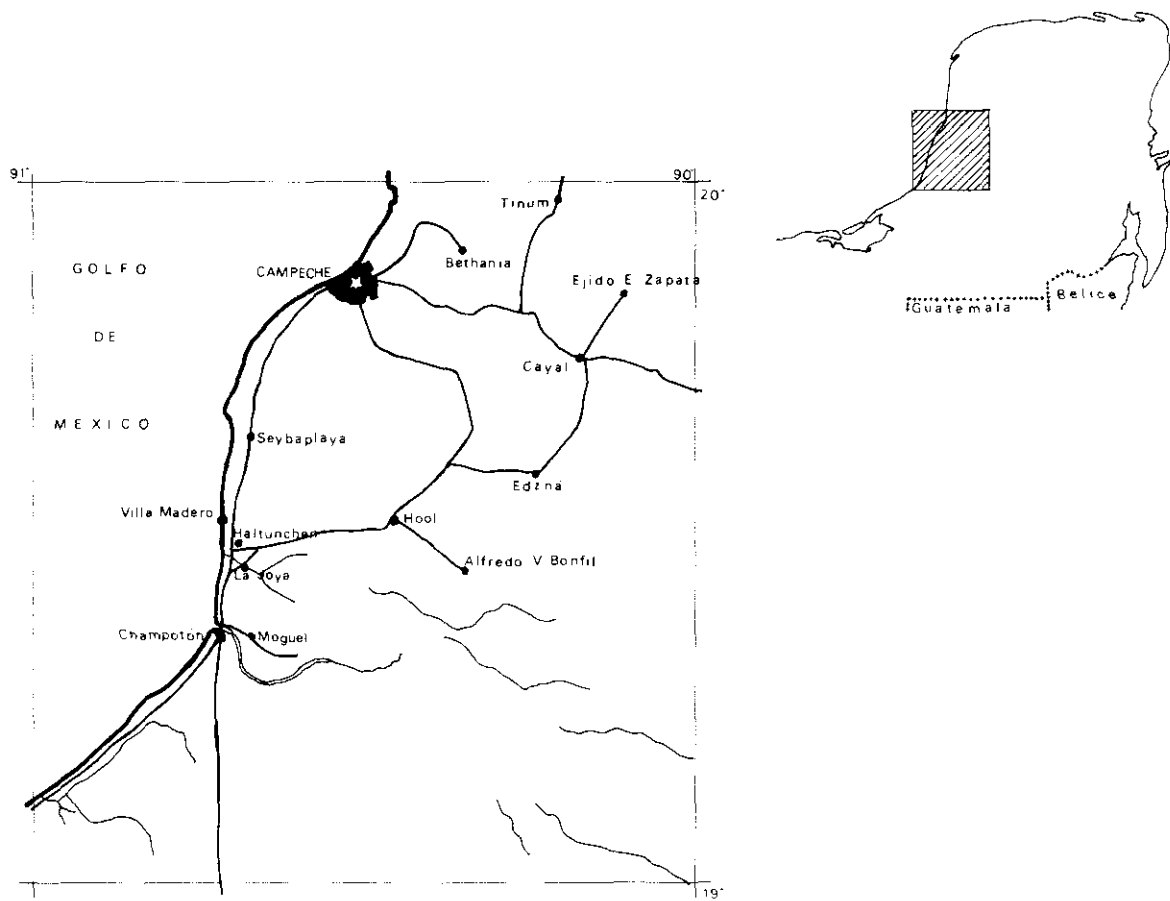 91°
90°
20°
Tinum
GOLFO
CAMPECHE
Bethania
Ejido E Zapata
DE
Cayal
MEXICO
Seybaplaya
Edzná
Villa Madero
Hool
Haltunchen
Alfredo V Bonfil
La Joya
Champotón
Moguel
19°
Guatemala
Belice